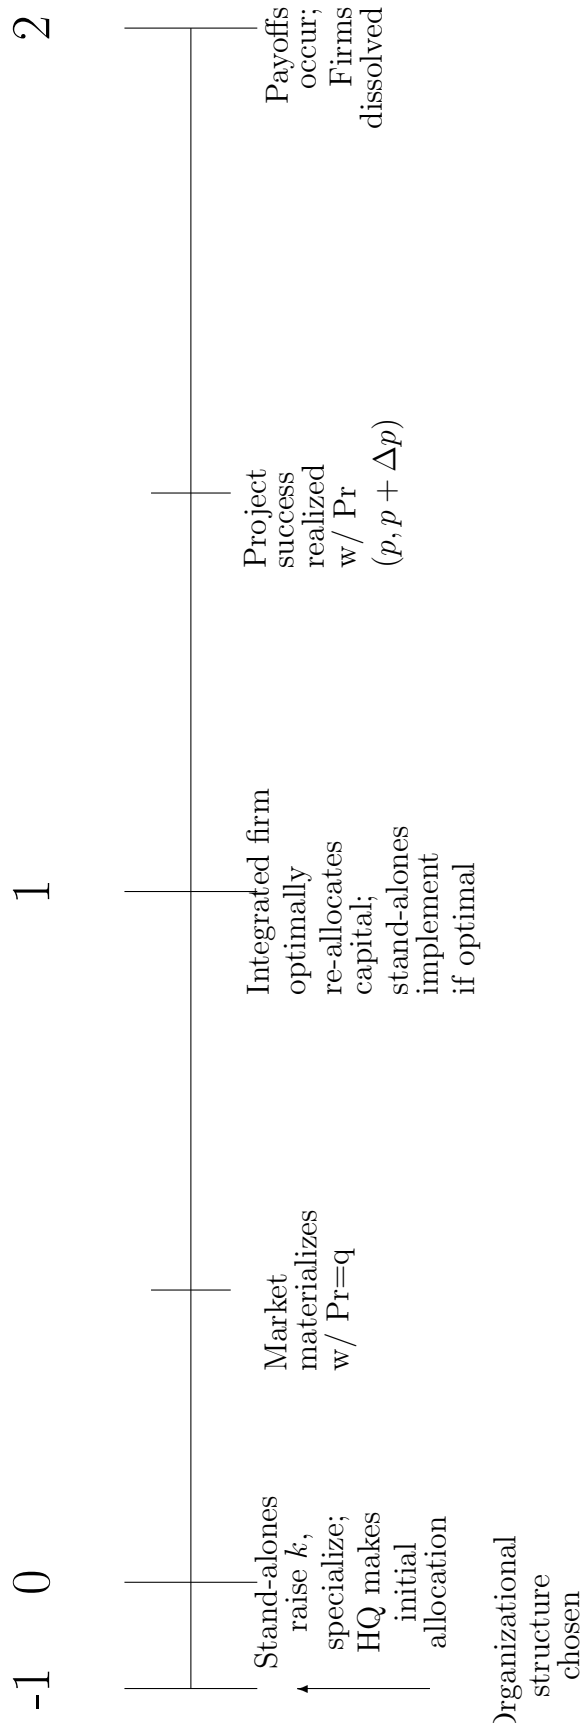 -1
0
1
2
Organizational
structure
chosen
Stand-alones
raise k,
specialize;
HQ makes
initial
allocation
Market
materializes
w/ Pr=q
Integrated firm
optimally
re-allocates
capital;
stand-alones
implement
if optimal
Project
success
realized
w/ Pr
(p, p + Δp)
Payoffs
occur;
Firms
dissolved